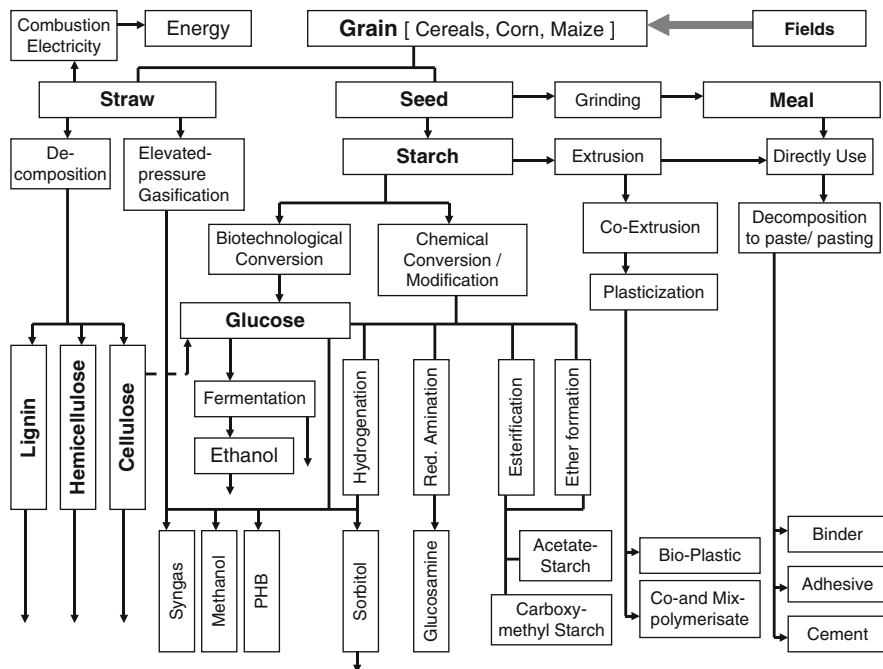 Combustion
Electricity
Energy
Grain [ Cereals, Corn, Maize ]
Fields
Straw
Seed
Grinding
Meal
De-
composition
Elevated-
pressure
Gasification
Starch
Extrusion
Directly Use
Biotechnological
Conversion
Chemical
Conversion /
Modification
Co-Extrusion
Decomposition
to paste/ pasting
Plasticization
Glucose
Lignin
Hemicellulose
Cellulose
Fermentation
Ethanol
Hydrogenation
Red. Amination
Esterification
Ether formation
Syngas
Methanol
PHB
Sorbitol
Glucosamine
Acetate-
Starch
Carboxy-
methyl Starch
Bio-Plastic
Co-and Mix-
polymerisate
Binder
Adhesive
Cement